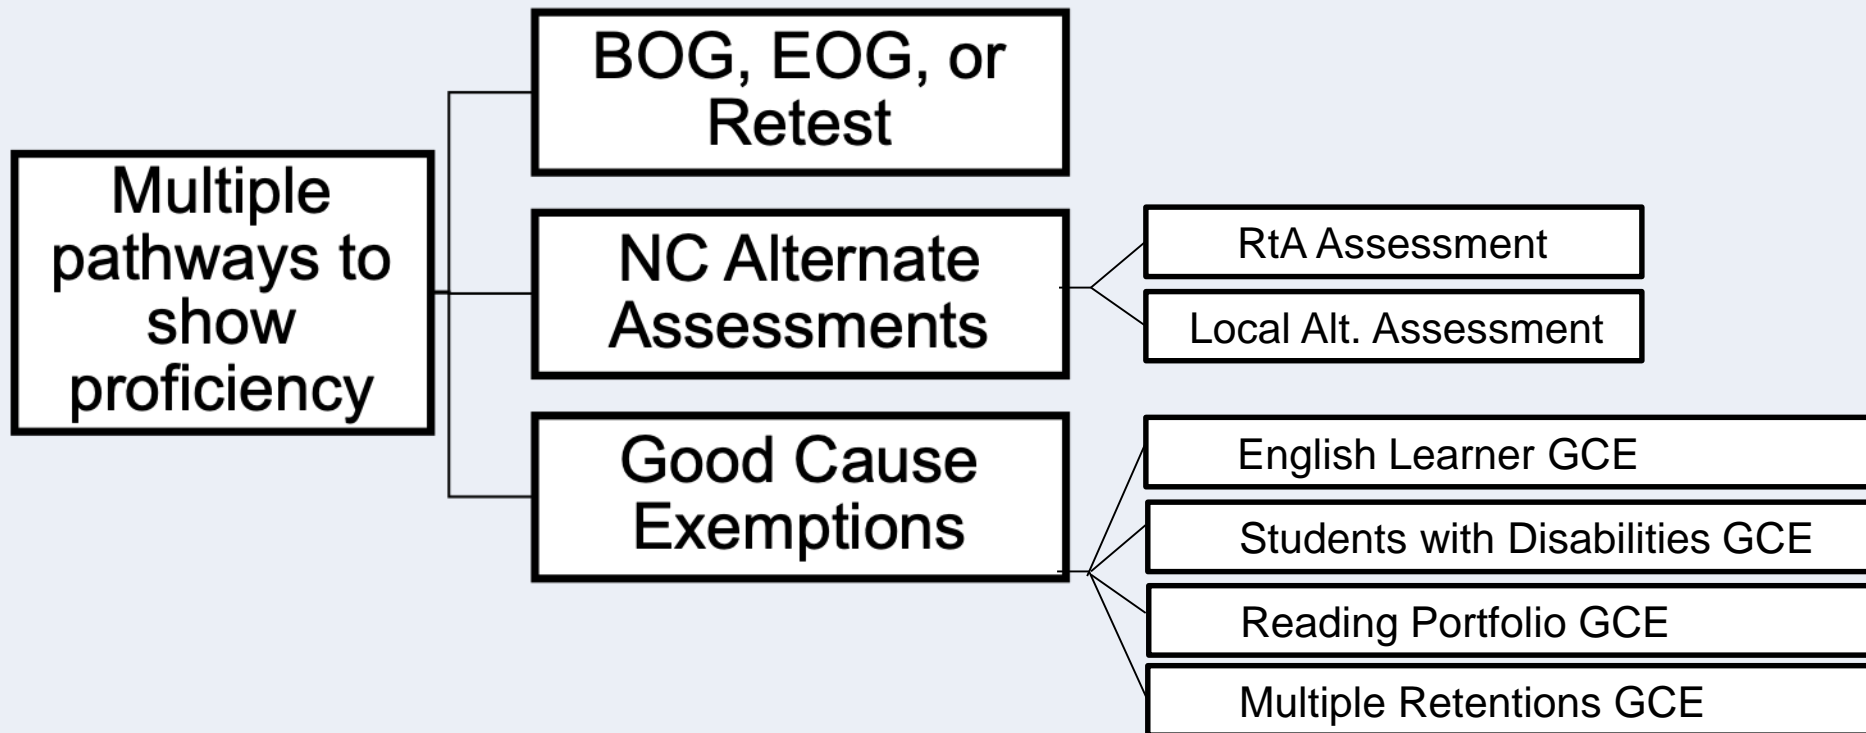 Multiple
pathways to
show
proficiency
BOG, EOG, or
Retest
NC Alternate
Assessments
RtA Assessment
Local Alt. Assessment
Good Cause
Exemptions
English Learner GCE
Students with Disabilities GCE
Reading Portfolio GCE
Multiple Retentions GCE